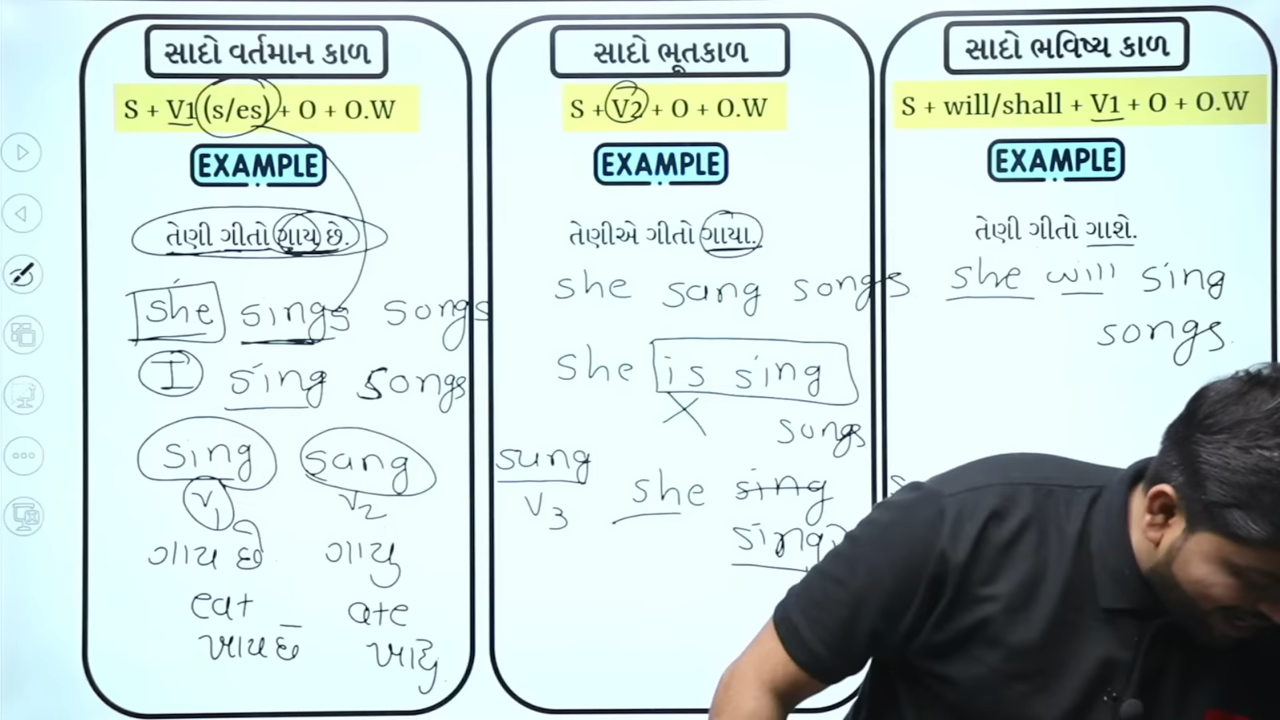 સાદો વર્તમાન કાળ
S + V1 (s/es) + O + O.W
EXAMPLE
તેણી ગીતો ગાય છે.
she sings songs
I sing songs
sing sang
V1 V2
ગાય છે ગાયુ
eat ate
ખાય છે ખાધુ
સાદો ભૂતકાળ
S + V2 + O + O.W
EXAMPLE
તેણીએ ગીતો ગાયા.
she sang songs
she is sing
songs
sung
V3
she sing
સાદો ભવિષ્ય કાળ
S + will/shall + V1 + O + O.W
EXAMPLE
તેણી ગીતો ગાશે.
she will sing
songs.